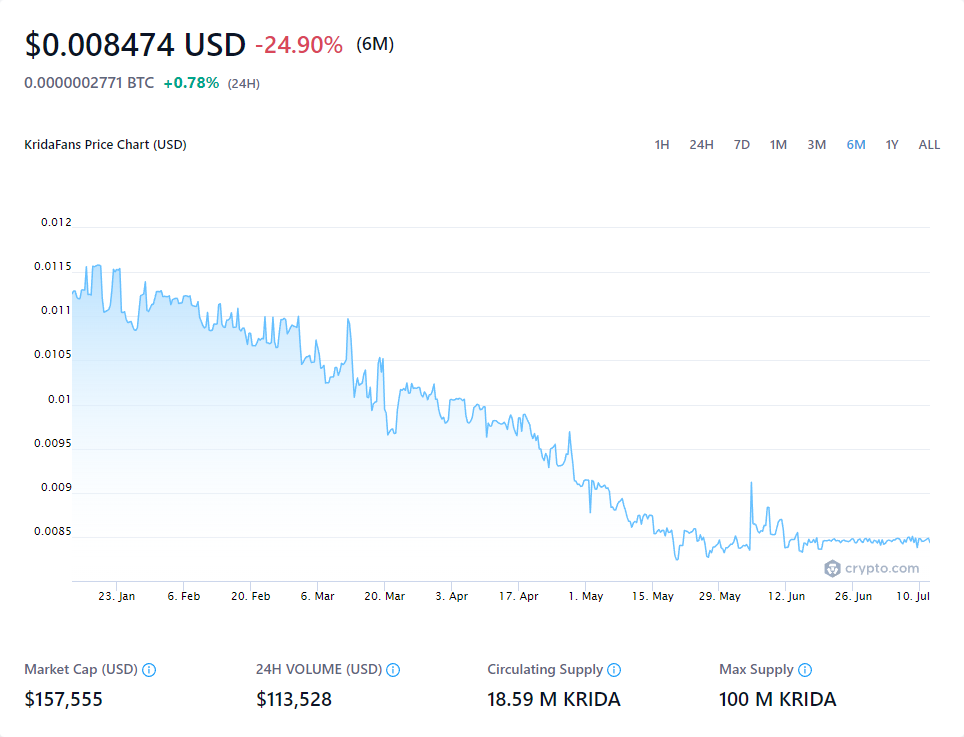 $0.008474 USD -24.90% (6M)
0.0000002771 BTC +0.78% (24H)
KridaFans Price Chart (USD) 1H 24H 7D 1M 3M 6M 1Y ALL
0.012
0.0115
0.011
0.0105
0.01
0.0095
0.009
0.0085
crypto.com
23. Jan 6. Feb 20. Feb 6. Mar 20. Mar 3. Apr 17. Apr 1. May 15. May 29. May 12. Jun 26. Jun 10. Jul
Market Cap (USD) 24H VOLUME (USD) Circulating Supply Max Supply
$157,555 $113,528 18.59 M KRIDA 100 M KRIDA